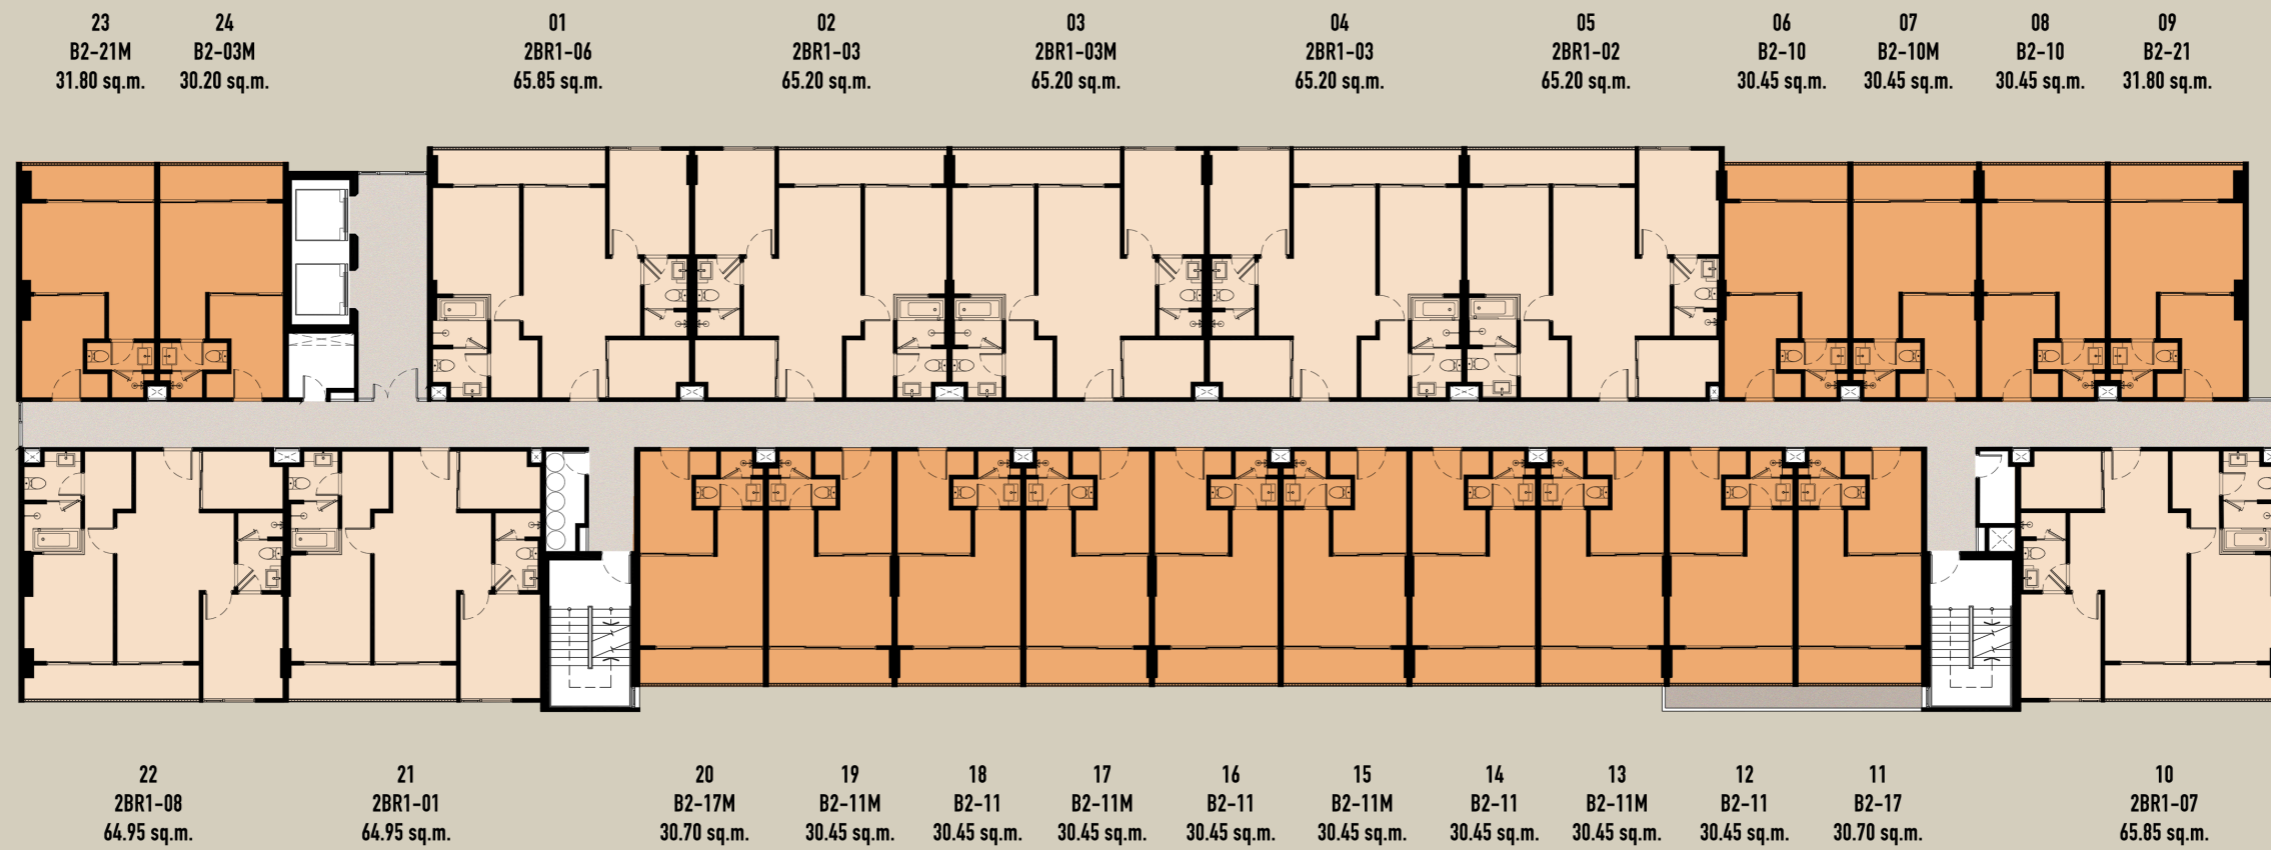 23
B2-21M
31.80 sq.m.
24
B2-03M
30.20 sq.m.
01
2BR1-06
65.85 sq.m.
02
2BR1-03
65.20 sq.m.
03
2BR1-03M
65.20 sq.m.
04
2BR1-03
65.20 sq.m.
05
2BR1-02
65.20 sq.m.
06
B2-10
30.45 sq.m.
07
B2-10M
30.45 sq.m.
08
B2-10
30.45 sq.m.
09
B2-21
31.80 sq.m.
22
2BR1-08
64.95 sq.m.
21
2BR1-01
64.95 sq.m.
20
B2-17M
30.70 sq.m.
19
B2-11M
30.45 sq.m.
18
B2-11
30.45 sq.m.
17
B2-11M
30.45 sq.m.
16
B2-11
30.45 sq.m.
15
B2-11M
30.45 sq.m.
14
B2-11
30.45 sq.m.
13
B2-11M
30.45 sq.m.
12
B2-11
30.45 sq.m.
11
B2-17
30.70 sq.m.
10
2BR1-07
65.85 sq.m.